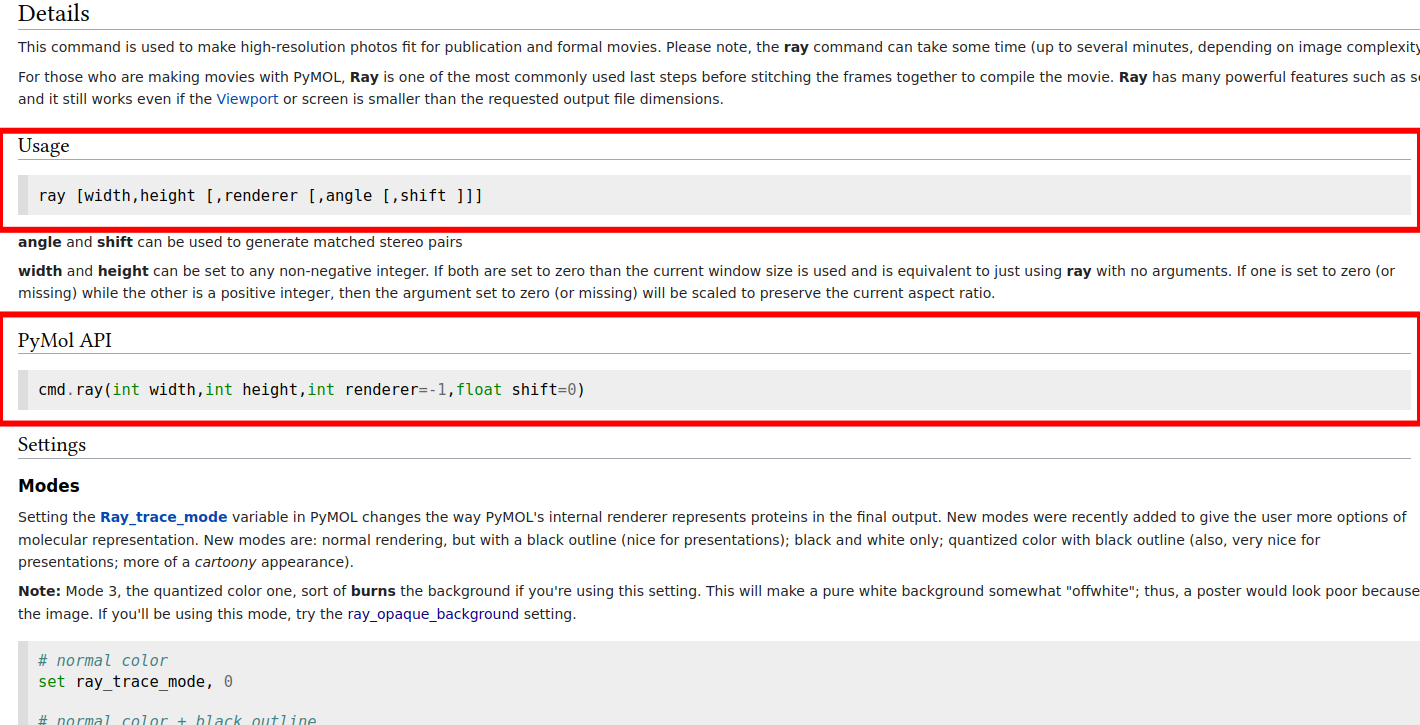 Details
This command is used to make high-resolution photos fit for publication and formal movies. Please note, the ray command can take some time (up to several minutes, depending on image complexity
For those who are making movies with PyMOL, Ray is one of the most commonly used last steps before stitching the frames together to compile the movie. Ray has many powerful features such as
and it still works even if the Viewport or screen is smaller than the requested output file dimensions.
Usage
ray [width,height [,renderer [,angle [,shift ]]]
angle and shift can be used to generate matched stereo pairs
width and height can be set to any non-negative integer. If both are set to zero than the current window size is used and is equivalent to just using ray with no arguments. If one is set to zero (or
missing) while the other is a positive integer, then the argument set to zero (or missing) will be scaled to preserve the current aspect ratio.
PyMol API
cmd.ray(int width,int height,int renderer=-1,float shift=0)
Settings
Modes
Setting the Ray_trace_mode variable in PyMOL changes the way PyMOL's internal renderer represents proteins in the final output. New modes were recently added to give the user more options of
molecular representation. New modes are: normal rendering, but with a black outline (nice for presentations); black and white only; quantized color with black outline (also, very nice for
presentations; more of a cartoony appearance).
Note: Mode 3, the quantized color one, sort of burns the background if you're using this setting. This will make a pure white background somewhat "offwhite"; thus, a poster would look poor because
the image. If you'll be using this mode, try the ray_opaque_background setting.
# normal color
set ray_trace_mode, 0
# normal color + black outline